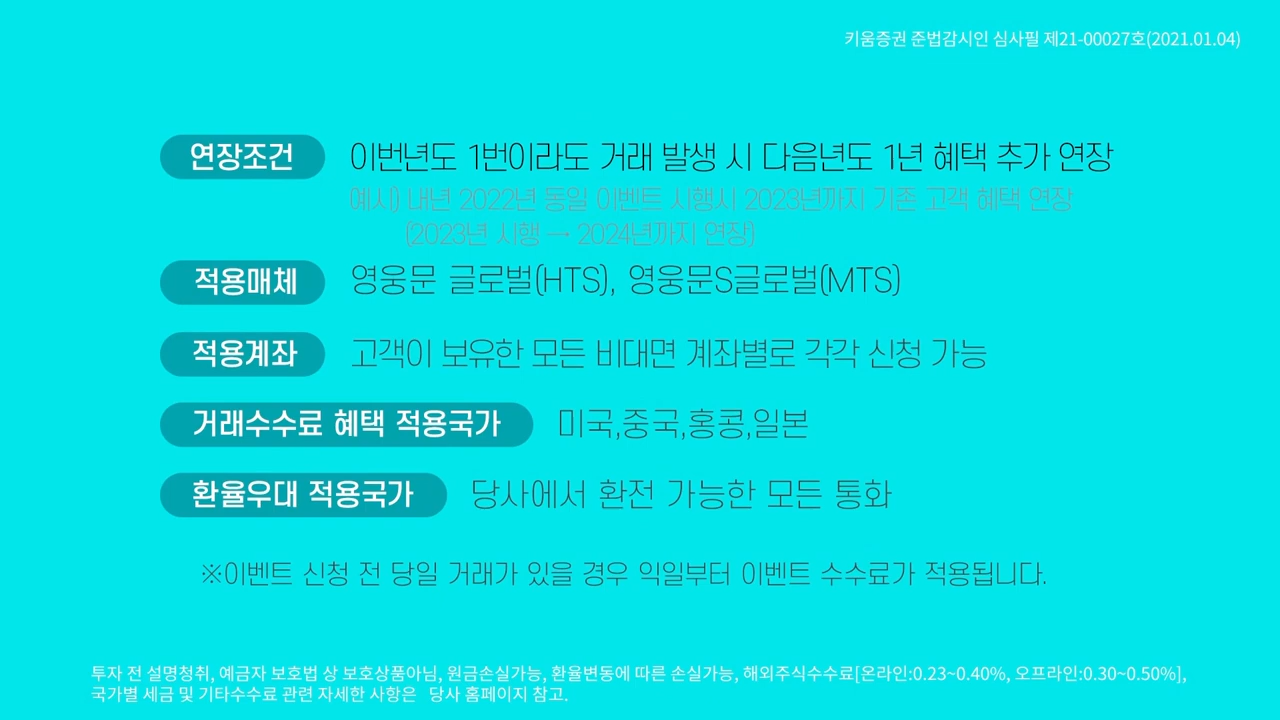 키움증권 준법감시인 심사필 제21-00027호(2021.01.04)
연장조건 이번년도 1번이라도 거래 발생 시 다음년도 1년 혜택 추가 연장
예시) 내년 2022년 동일 이벤트 시행시 2023년까지 기존 고객 혜택 연장
(2023년 시행 → 2024년까지 연장)
적용매체 영웅문 글로벌(HTS), 영웅문S글로벌(MTS)
적용계좌 고객이 보유한 모든 비대면 계좌별로 각각 신청 가능
거래수수료 혜택 적용국가 미국,중국,홍콩,일본
환율우대 적용국가 당사에서 환전 가능한 모든 통화
※이벤트 신청 전 당일 거래가 있을 경우 익일부터 이벤트 수수료가 적용됩니다.
투자 전 설명청취, 예금자 보호법 상 보호상품아님, 원금손실가능, 환율변동에 따른 손실가능, 해외주식수수료[온라인:0.23~0.40%, 오프라인:0.30~0.50%],
국가별 세금 및 기타수수료 관련 자세한 사항은 당사 홈페이지 참고.